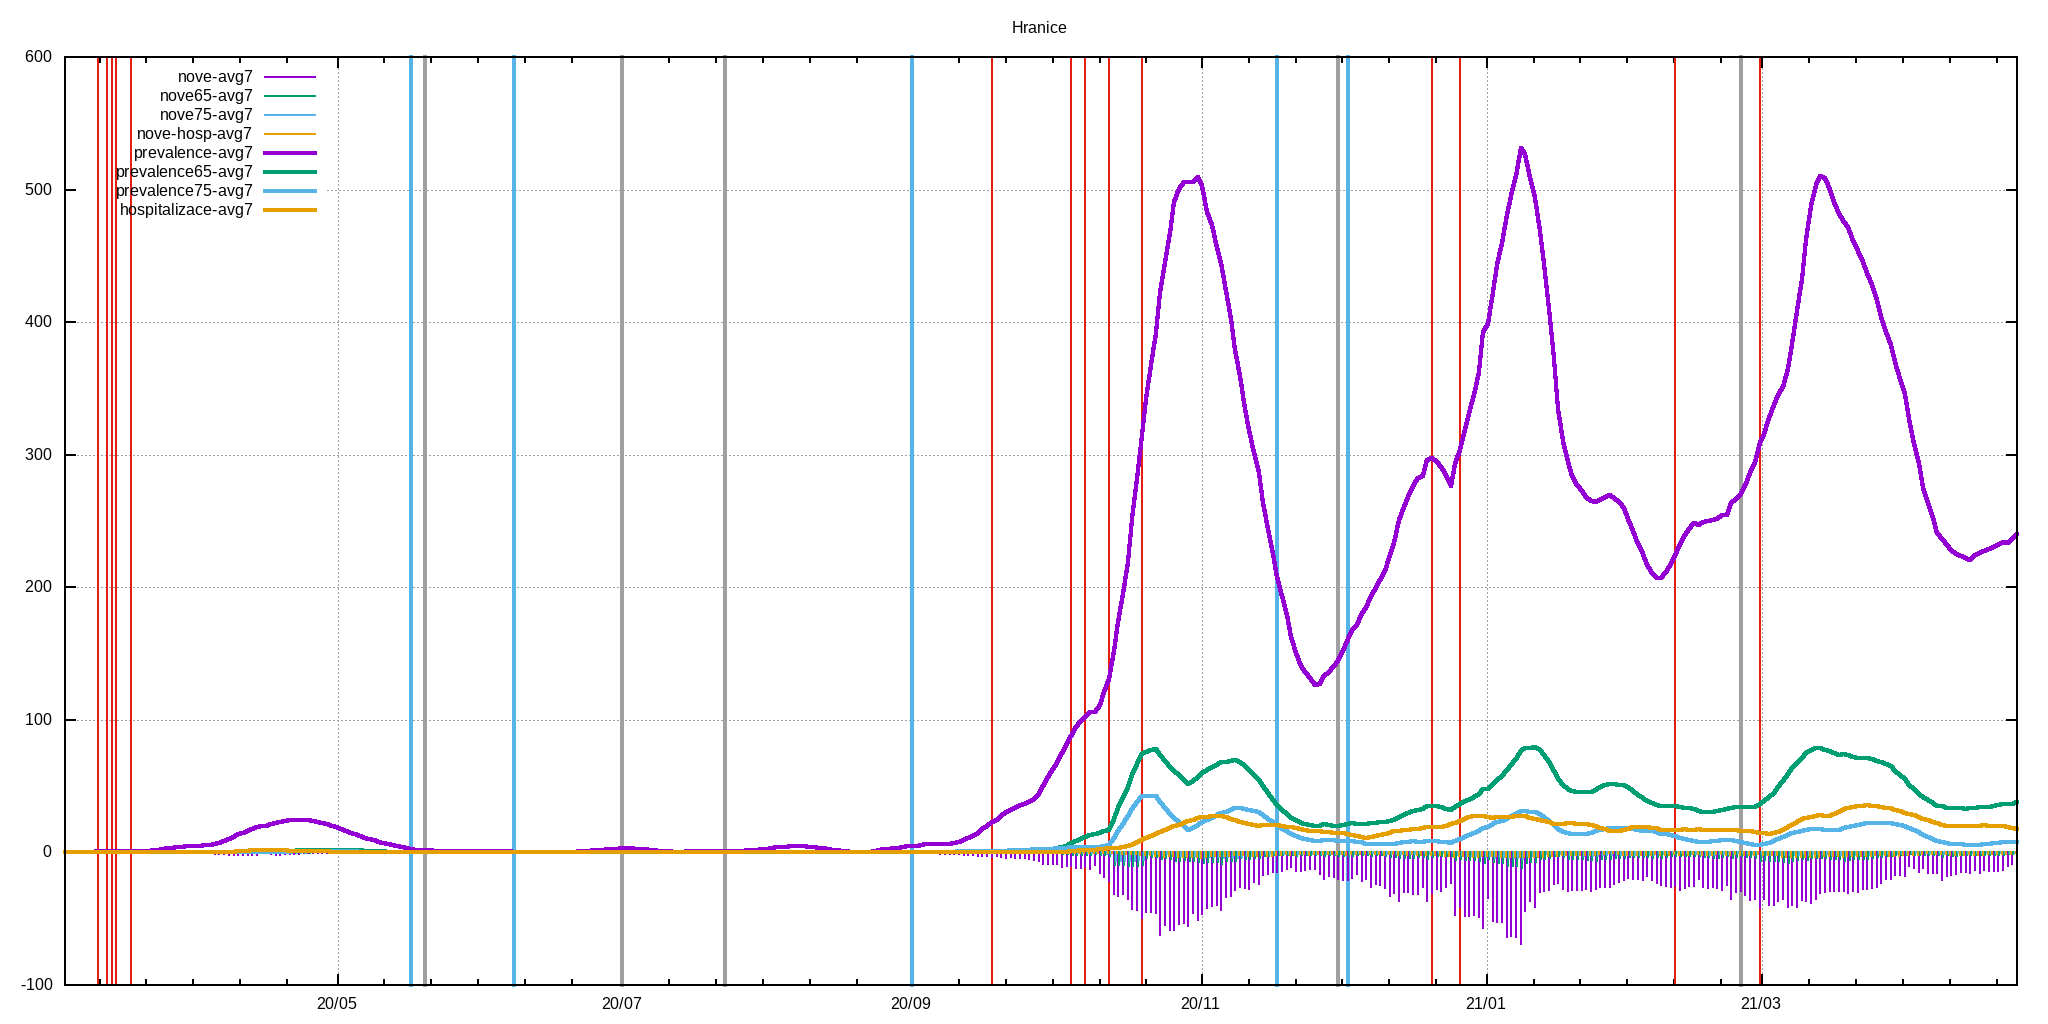 Hranice
600
500
400
300
200
100
0
-100
nove-avg7
nove65-avg7
nove75-avg7
nove-hosp-avg7
prevalence-avg7
prevalence65-avg7
prevalence75-avg7
hospitalizace-avg7
20/05
20/07
20/09
20/11
21/01
21/03